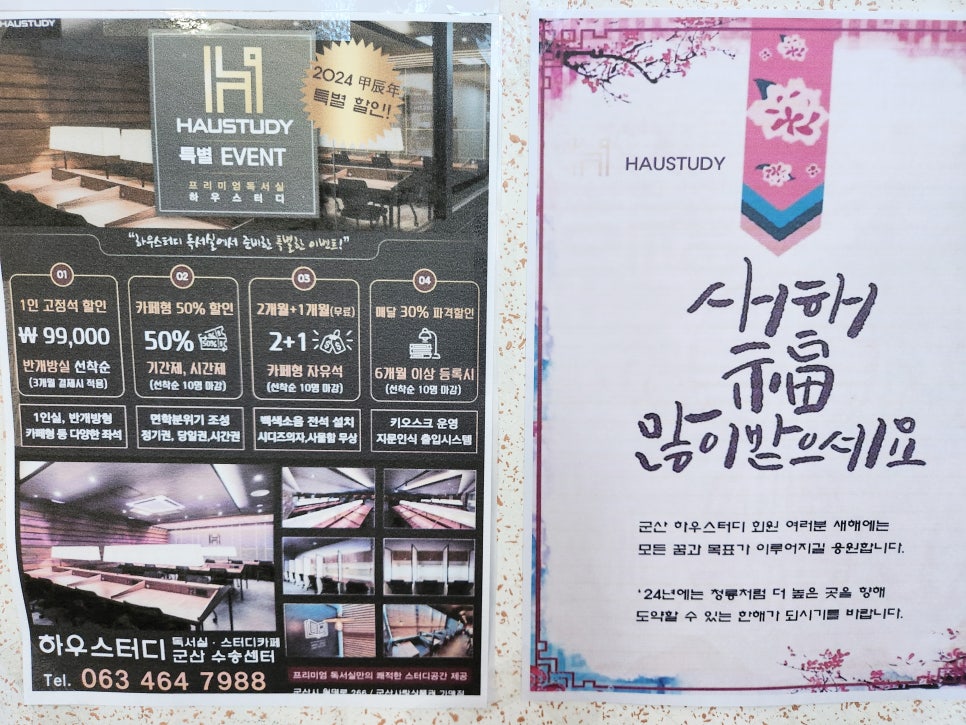 HAUSTUDY
HAUSTUDY
특별 EVENT
프리미엄독서실
하우스터디
2024 甲辰年
특별 할인!
"하우스터디 독서실에서 준비한 특별한 이벤트!"
01
1인 고정석 할인
₩ 99,000
반개방실 선착순
(3개월 결제시 적용)
02
카페형 50% 할인
50%
50%
기간제, 시간제
(선착순 10명 마감)
03
2개월+1개월(무료)
2+1
카페형 자유석
(선착순 10명 마감)
04
매달 30% 파격할인
6개월 이상 등록시
(선착순 10명 마감)
1인실, 반개방형
카페형 등 다양한 좌석
면학분위기 조성
정기권, 당일권,시간권
백색소음 전석 설치
시디즈의자,사물함 무상
키오스크 운영
지문인식 출입시스템
하우스터디 독서실 · 스터디카페
군산 수송센터
Tel. 063 464 7988
프리미엄 독서실만의 쾌적한 스터디공간 제공
HAUSTUDY
새해
福
많이받으세요
군산 하우스터디 회원 여러분 새해에는
모든 꿈과 목표가 이루어지길 응원합니다.
'24년에는 청룡처럼 더 높은 곳을 향해
도약할 수 있는 한해가 되시기를 바랍니다.